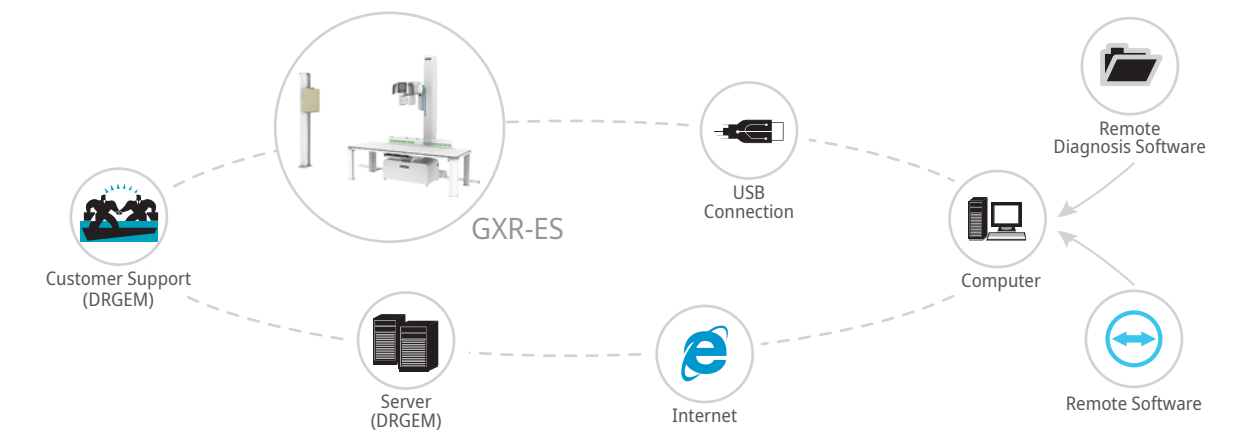 Remote
Diagnosis Software
USB
Connection
GXR-ES
Customer Support
(DRGEM)
Computer
Server
(DRGEM)
Internet
Remote Software